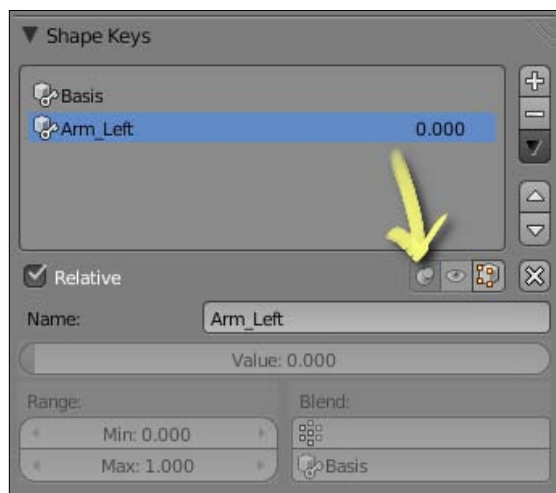 Shape Keys
Basis
Arm_Left 0.000
Relative
Name: Arm_Left
Value: 0.000
Range: Blend:
Min: 0.000
Max: 1.000 Basis